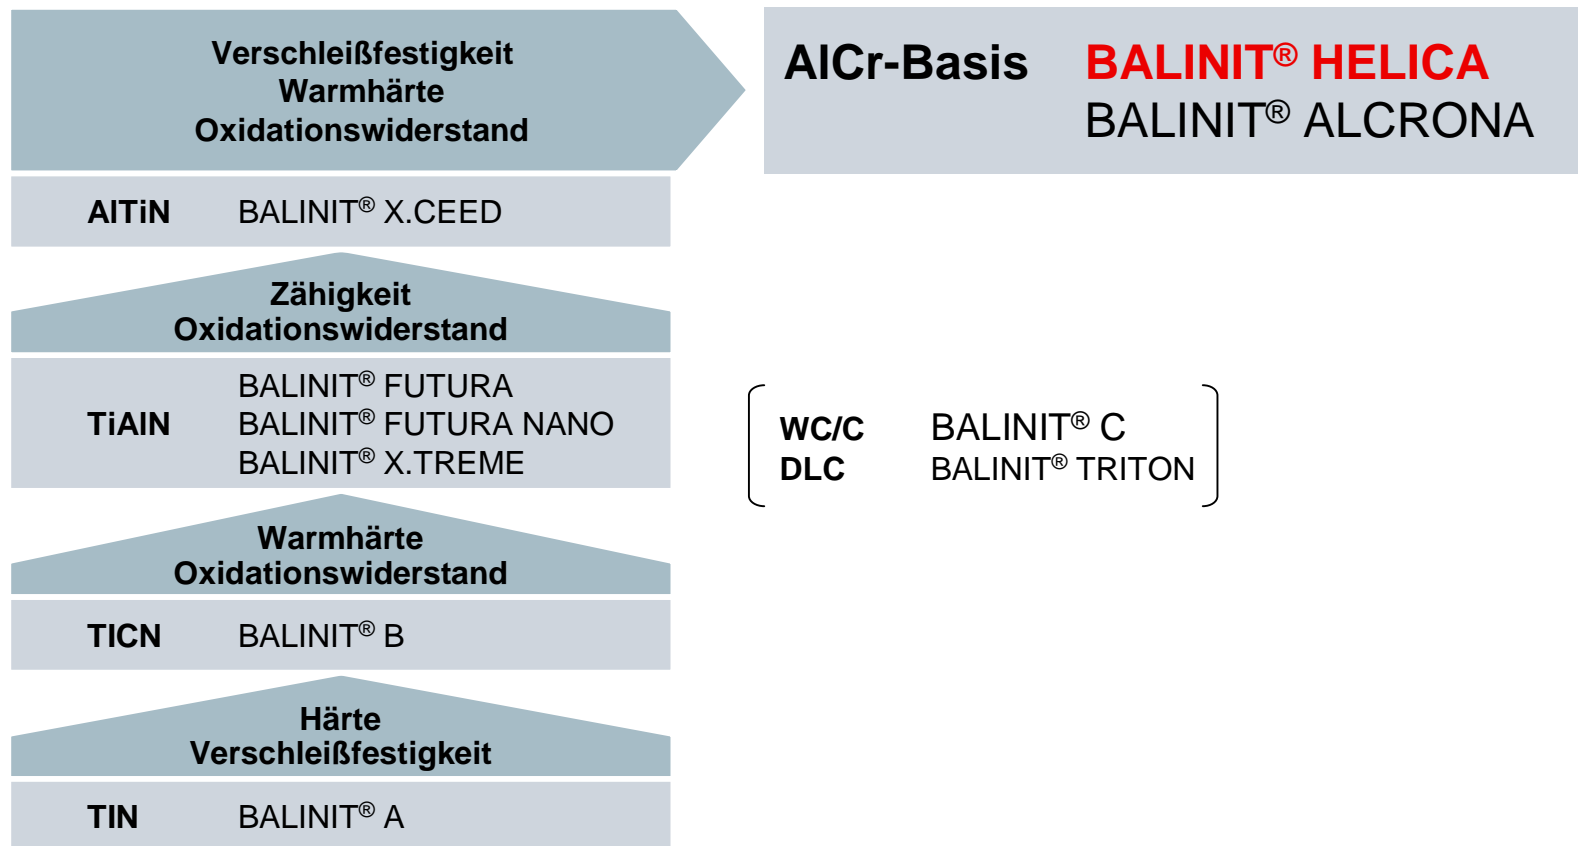 Verschleißfestigkeit
Warmhärte
Oxidationswiderstand
AlCr-Basis BALINIT® HELICA
BALINIT® ALCRONA
AlTiN BALINIT® X.CEED
Zähigkeit
Oxidationswiderstand
TiAlN BALINIT® FUTURA
BALINIT® FUTURA NANO
BALINIT® X.TREME
WC/C BALINIT® C
DLC BALINIT® TRITON
Warmhärte
Oxidationswiderstand
TICN BALINIT® B
Härte
Verschleißfestigkeit
TIN BALINIT® A